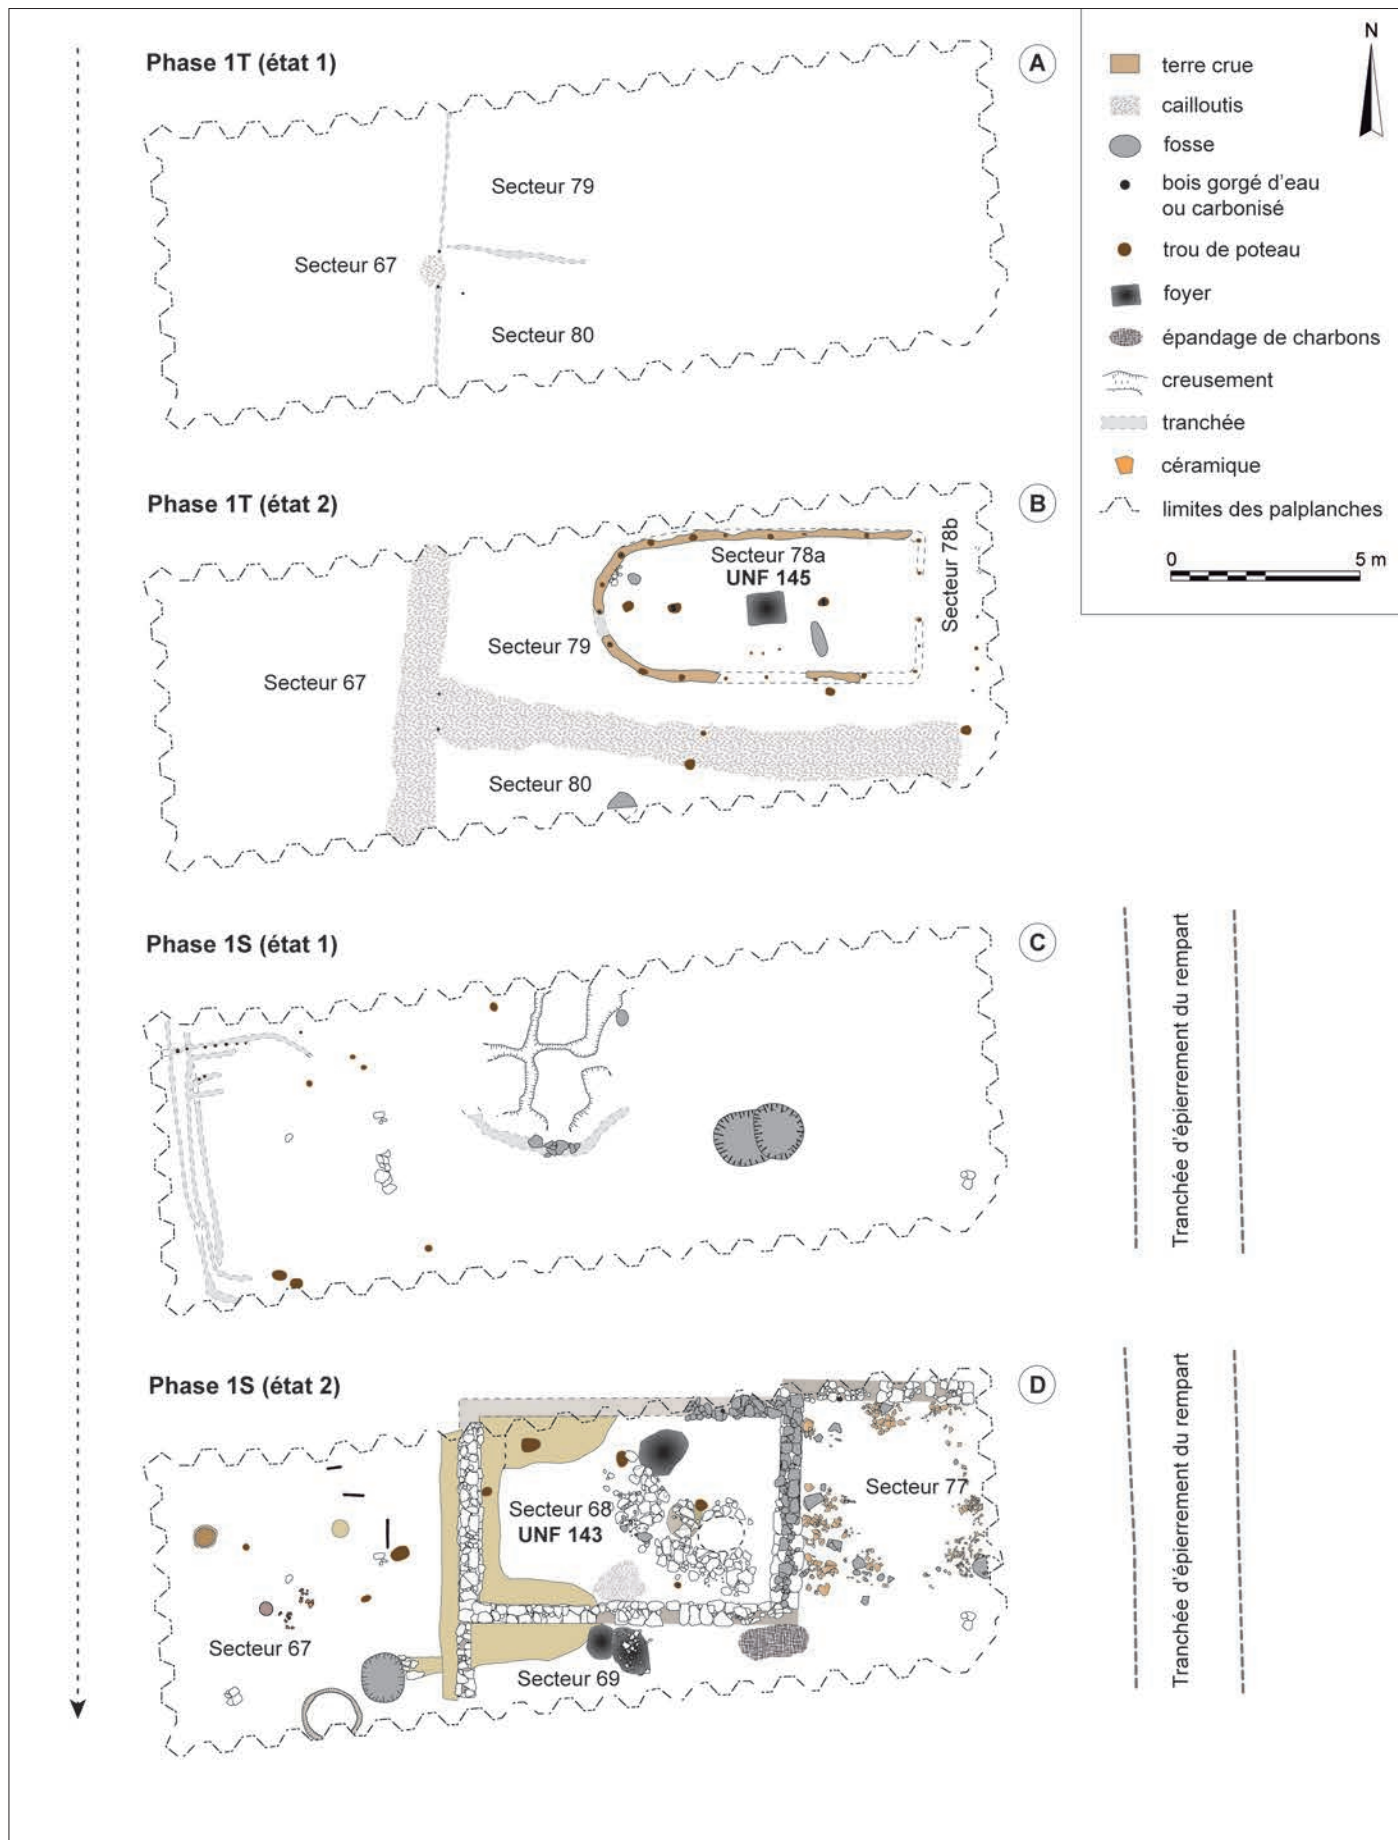 Phase 1T (état 1)
A
Secteur 79
Secteur 67
Secteur 80
N
terre crue
cailloutis
fosse
bois gorgé d'eau
ou carbonisé
trou de poteau
foyer
épandage de charbons
creusement
tranchée
céramique
limites des palplanches
0 5 m
Phase 1T (état 2)
B
Secteur 78a
UNF 145
Secteur 78b
Secteur 79
Secteur 67
Secteur 80
Phase 1S (état 1)
C
Tranchée d'épierrement du rempart
Phase 1S (état 2)
D
Secteur 77
Secteur 68
UNF 143
Secteur 67
Secteur 69
Tranchée d'épierrement du rempart